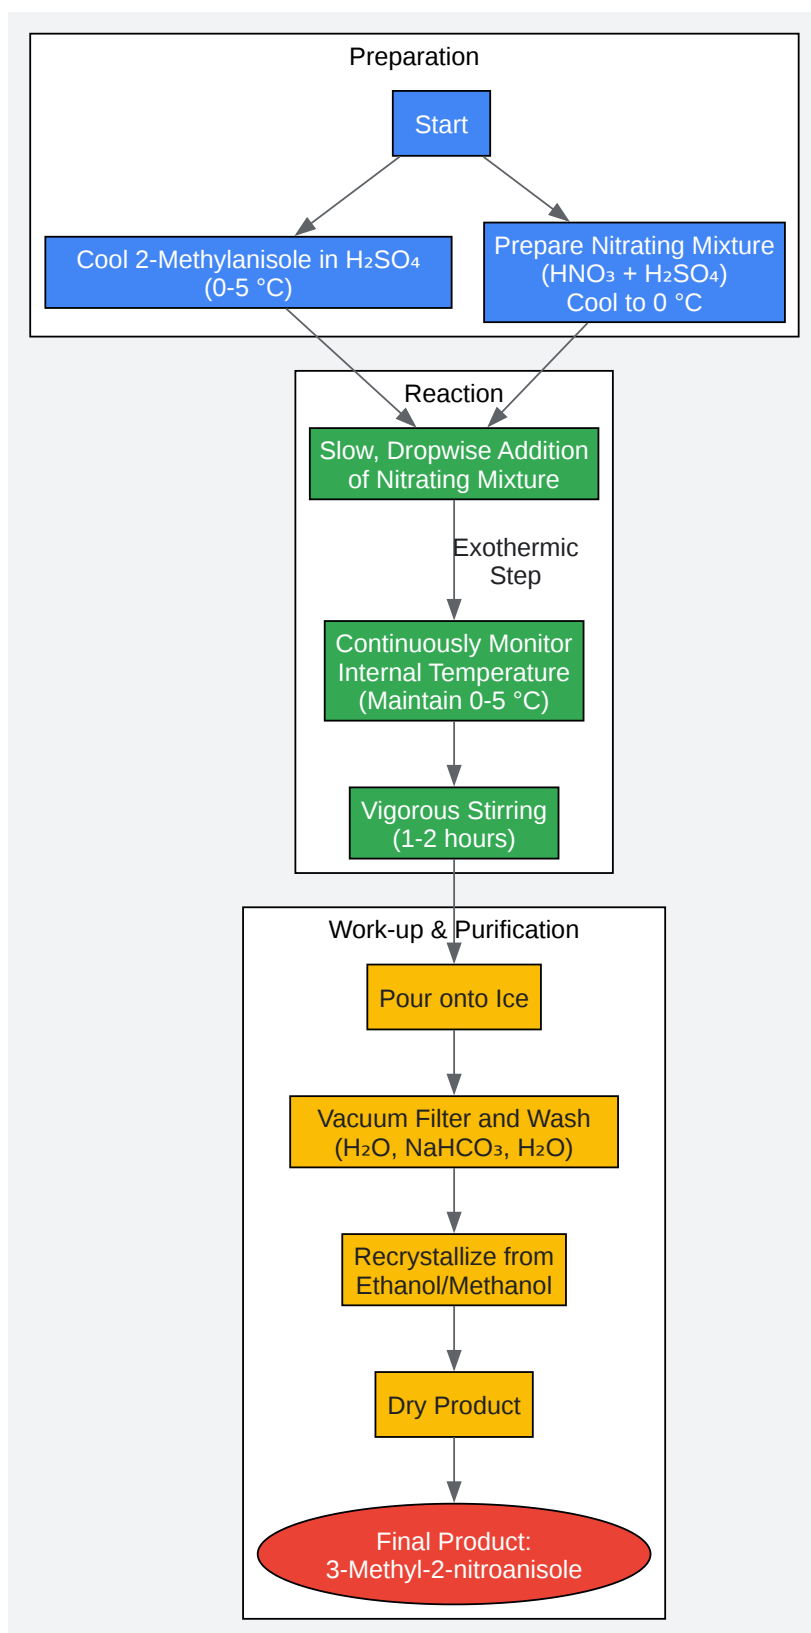 Preparation
Start
Cool 2-Methylanisole in H₂SO₄
(0-5 °C)
Prepare Nitrating Mixture
(HNO₃ + H₂SO₄)
Cool to 0 °C
Reaction
Slow, Dropwise Addition
of Nitrating Mixture
Exothermic
Step
Continuously Monitor
Internal Temperature
(Maintain 0-5 °C)
Vigorous Stirring
(1-2 hours)
Work-up & Purification
Pour onto Ice
Vacuum Filter and Wash
(H₂O, NaHCO₃, H₂O)
Recrystallize from
Ethanol/Methanol
Dry Product
Final Product:
3-Methyl-2-nitroanisole